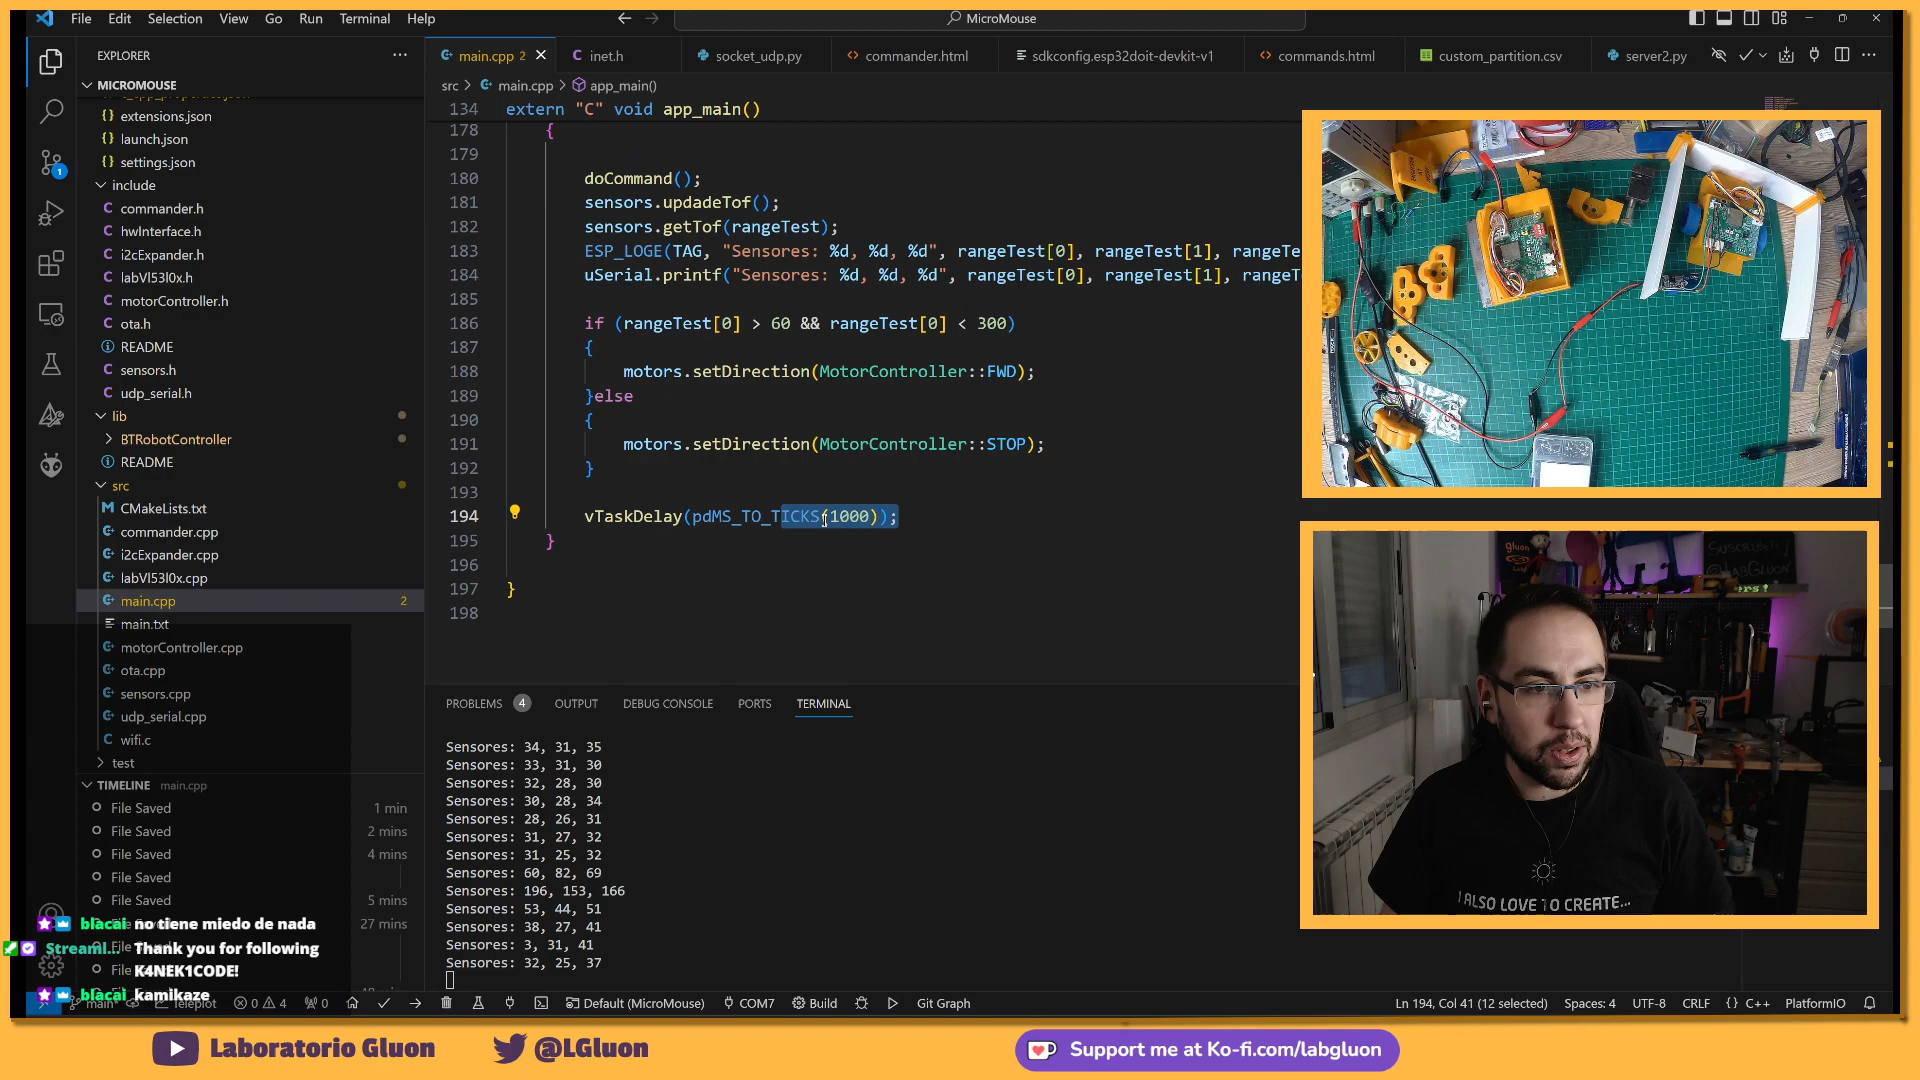 File Edit Selection View Go Run Terminal Help
MicroMouse
EXPLORER
MICROMOUSE
extensions.json
launch.json
settings.json
include
commander.h
hwInterface.h
i2cExpander.h
labVl53l0x.h
motorController.h
ota.h
README
sensors.h
udp_serial.h
lib
BTRobotController
README
src
CMakeLists.txt
commander.cpp
i2cExpander.cpp
labVl53l0x.cpp
main.cpp 2
main.txt
motorController.cpp
ota.cpp
sensors.cpp
udp_serial.cpp
wifi.c
test
TIMELINE main.cpp
File Saved 1 min
File Saved 2 mins
File Saved 4 mins
File Saved
File Saved 5 mins
27 mins
blacai no tiene miedo de nada
Streaml... Thank you for following
K4NEK1CODE!
blacai kamikaze
main.cpp 2 inet.h socket_udp.py commander.html sdkconfig.esp32doit-devkit-v1 commands.html custom_partition.csv server2.py
src > main.cpp > app_main()
134 extern "C" void app_main()
178 {
179
180 doCommand();
181 sensors.updadeTof();
182 sensors.getTof(rangeTest);
183 ESP_LOGE(TAG, "Sensores: %d, %d, %d", rangeTest[0], rangeTest[1], rangeTe
184 uSerial.printf("Sensores: %d, %d, %d", rangeTest[0], rangeTest[1], rangeT
185
186 if (rangeTest[0] > 60 && rangeTest[0] < 300)
187 {
188 motors.setDirection(MotorController::FWD);
189 }else
190 {
191 motors.setDirection(MotorController::STOP);
192 }
193
194 vTaskDelay(pdMS_TO_TICKS(1000));
195 }
196
197 }
198
PROBLEMS 4 OUTPUT DEBUG CONSOLE PORTS TERMINAL
Sensores: 34, 31, 35
Sensores: 33, 31, 30
Sensores: 32, 28, 30
Sensores: 30, 28, 34
Sensores: 28, 26, 31
Sensores: 31, 27, 32
Sensores: 31, 25, 32
Sensores: 60, 82, 69
Sensores: 196, 153, 166
Sensores: 53, 44, 51
Sensores: 38, 27, 41
Sensores: 3, 31, 41
Sensores: 32, 25, 37
main* Teleplot 0 4 0 Default (MicroMouse) COM7 Build Git Graph
Ln 194, Col 41 (12 selected) Spaces: 4 UTF-8 CRLF {} C++ PlatformIO
gluon
SUSCRIBER
@LABGLUON
I ALSO LOVE TO CREATE...
Laboratorio Gluon @LGluon Support me at Ko-fi.com/labgluon